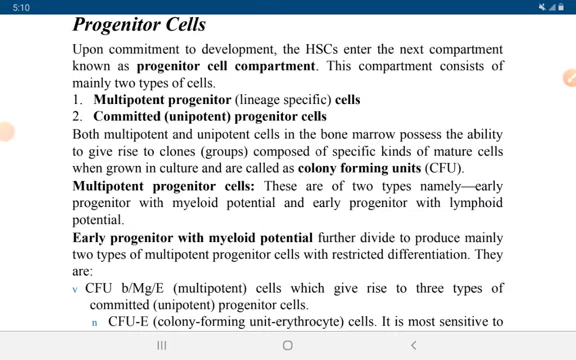 5:10
Progenitor Cells
Upon commitment to development, the HSCs enter the next compartment
known as progenitor cell compartment. This compartment consists of
mainly two types of cells.
1. Multipotent progenitor (lineage specific) cells
2. Committed (unipotent) progenitor cells
Both multipotent and unipotent cells in the bone marrow possess the ability
to give rise to clones (groups) composed of specific kinds of mature cells
when grown in culture and are called as colony forming units (CFU).
Multipotent progenitor cells: These are of two types namely—early
progenitor with myeloid potential and early progenitor with lymphoid
potential.
Early progenitor with myeloid potential further divide to produce mainly
two types of multipotent progenitor cells with restricted differentiation. They
are:
v CFU b/Mg/E (multipotent) cells which give rise to three types of
committed (unipotent) progenitor cells.
n CFU-E (colony-forming unit-erythrocyte) cells. It is most sensitive to